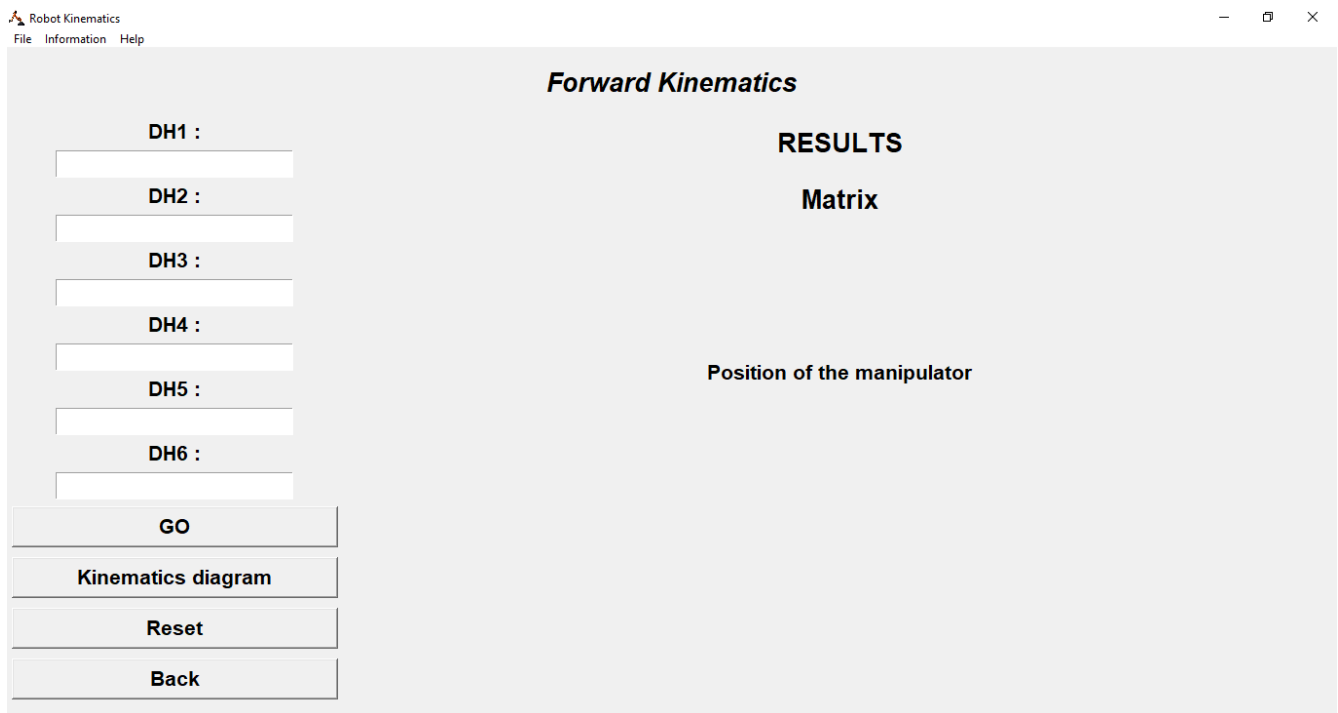 Robot Kinematics
File Information Help
Forward Kinematics
DH1 :
DH2 :
DH3 :
DH4 :
DH5 :
DH6 :
GO
Kinematics diagram
Reset
Back
RESULTS
Matrix
Position of the manipulator